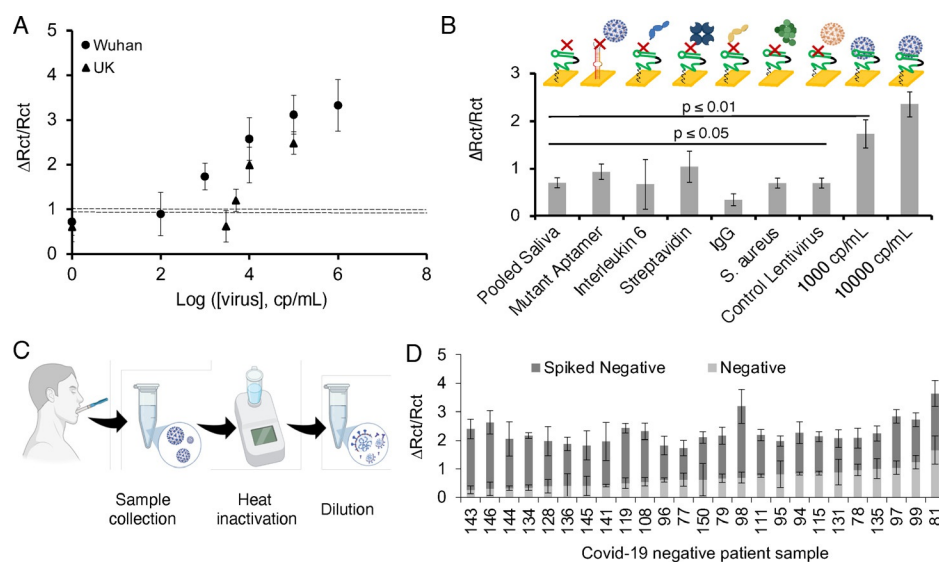 A
ΔRct/Rct
5
4
3
2
1
0
Wuhan
UK
0
2
4
6
8
Log ([virus], cp/mL)
B
ΔRct/Rct
3
2
1
0
p ≤ 0.01
p ≤ 0.05
Pooled Saliva
Mutant Aptamer
Interleukin 6
Streptavidin
IgG
S. aureus
Control Lentivirus
1000 cp/mL
10000 cp/mL
C
Sample
collection
Heat
inactivation
Dilution
D
ΔRct/Rct
5
4
3
2
1
0
Spiked Negative
Negative
143
146
144
134
128
136
145
141
119
108
96
77
150
79
98
111
95
94
115
131
78
135
97
99
81
Covid-19 negative patient sample